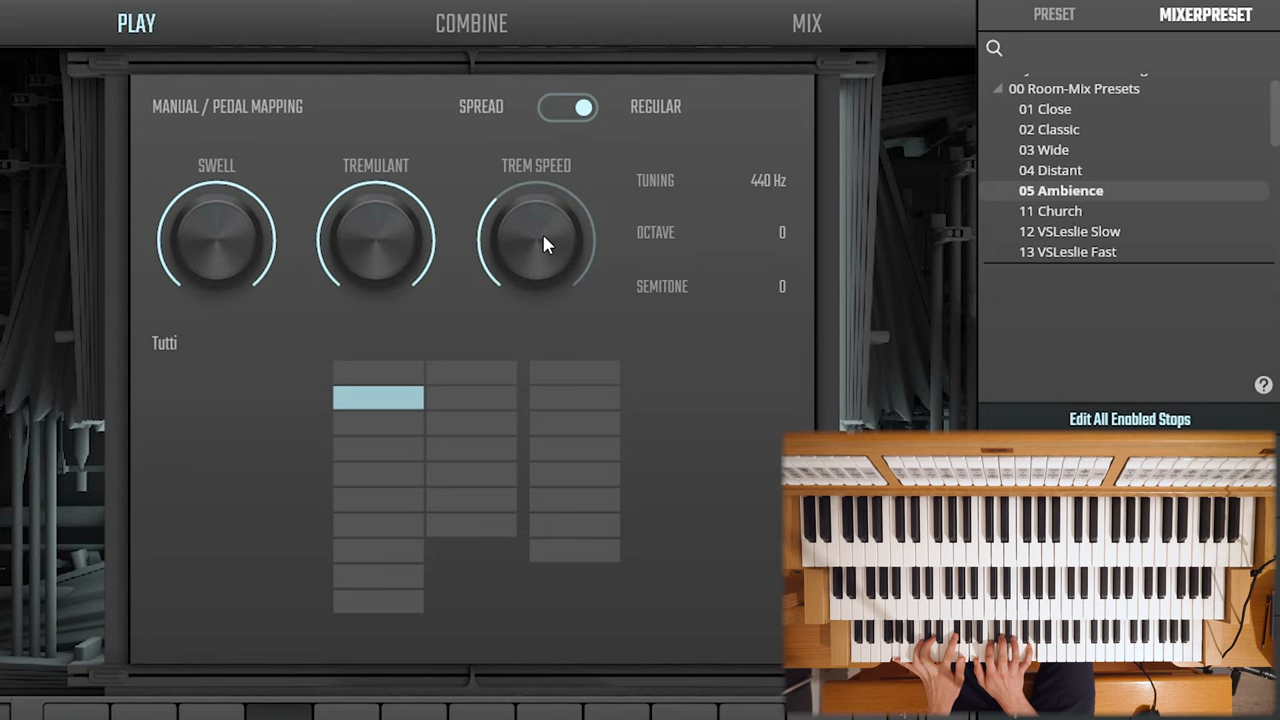 PLAY
COMBINE
MIX
PRESET
MIXERPRESET
MANUAL / PEDAL MAPPING
SPREAD
REGULAR
SWELL
TREMULANT
TREM SPEED
TUNING
440 Hz
OCTAVE
0
SEMITONE
0
Tutti
00 Room-Mix Presets
01 Close
02 Classic
03 Wide
04 Distant
05 Ambience
11 Church
12 VSLeslie Slow
13 VSLeslie Fast
?
Edit All Enabled Stops